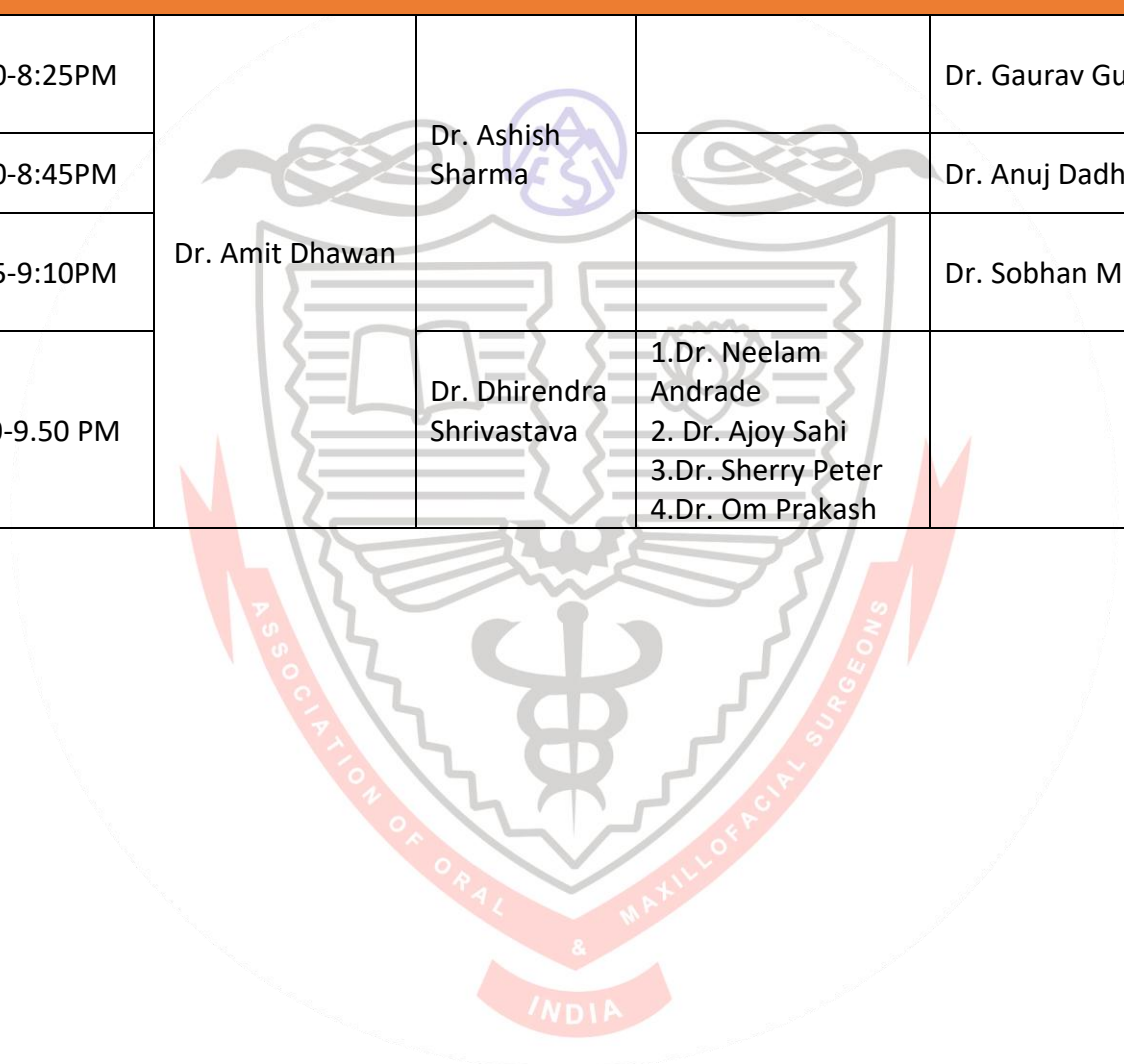 0-8:25PM
Dr. Gaurav Gu
Dr. Ashish
Sharma
0-8:45PM
Dr. Anuj Dadh
Dr. Amit Dhawan
5-9:10PM
Dr. Sobhan M
0-9.50 PM
Dr. Dhirendra
Shrivastava
1.Dr. Neelam
Andrade
2. Dr. Ajoy Sahi
3.Dr. Sherry Peter
4.Dr. Om Prakash
ASSOCIATION OF ORAL & MAXILLOFACIAL SURGEONS
INDIA